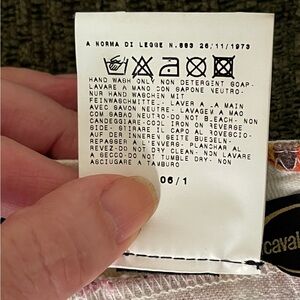 A NORMA DI LEGGE N.883 26/11/1973
HAND WASH ONLY NON DETERGENT SOAP-
LAVARE A MANO CON SAPONE NEUTRO-
NUR HAND WASCHEN MIT
FEINWASCHMITTEL- LAVER A LA MAIN
AVEC SAVON NEUTRE- LAVADO A MAO
COM SABAO NEUTRO-DO NOT BLEACH- NON
CANDEGGIARE-COOL IRON ON REVERSE
SIDE- STIRARE IL CAPO AL ROVESCIO-
AUF DER INNEREN SEITE BUEGELN-
REPASSER A L'ENVERS- PLANCHAR AL
REVEZ-DO NOT DRY CLEAN- NON LAVARE
A SECCO-DO NOT TUMBLE DRY- NON
ASCIUGARE A TAMBURO
06/1
caval